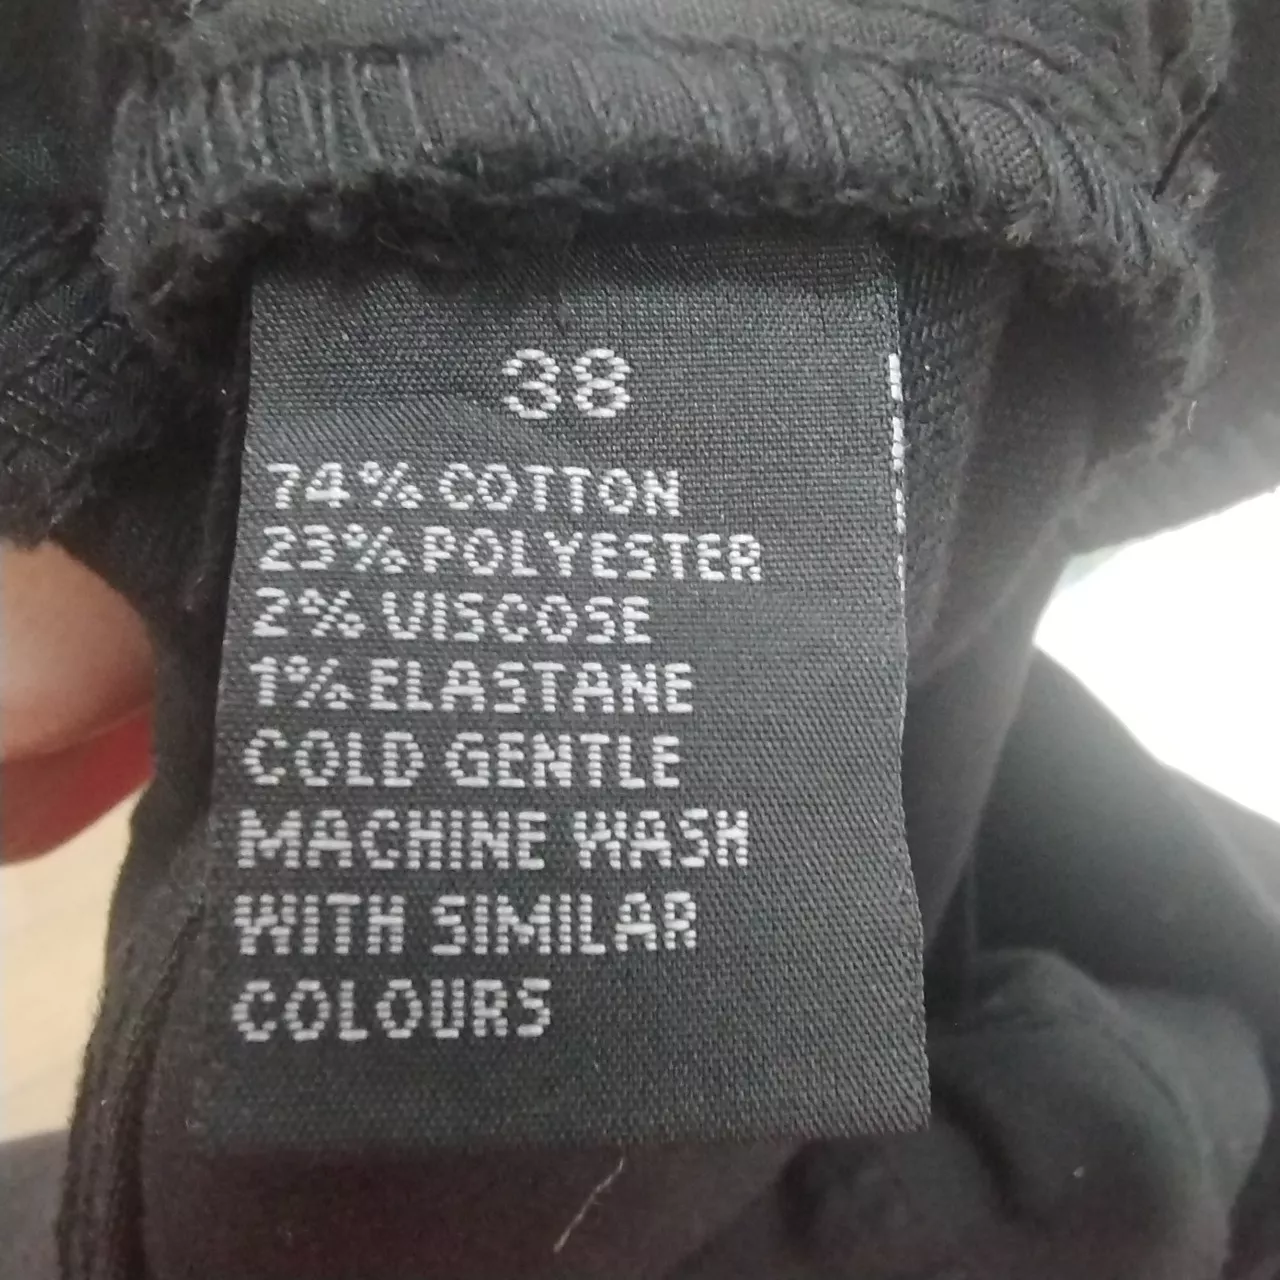 38
74% COTTON
23% POLYESTER
2% VISCOSE
1% ELASTANE
COLD GENTLE
MACHINE WASH
WITH SIMILAR
COLOURS